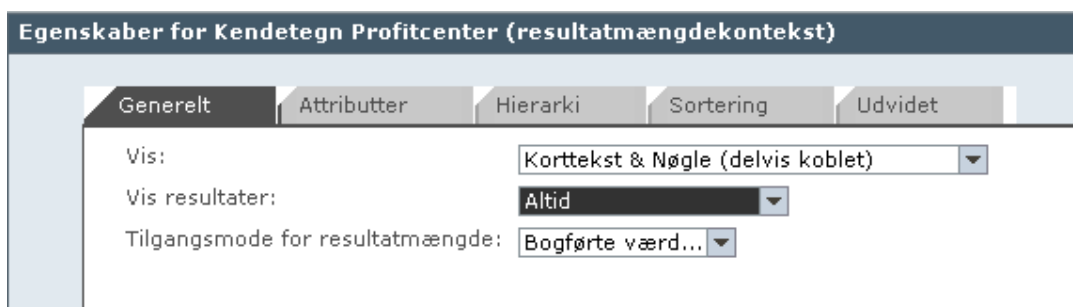 Egenskaber for Kendetegn Profitcenter (resultatmængdekontekst)
Generelt Attributter Hierarki Sortering Udvidet
Vis: Korttekst & Nøgle (delvis koblet)
Vis resultater: Altid
Tilgangsmode for resultatmængde: Bogførte værd...